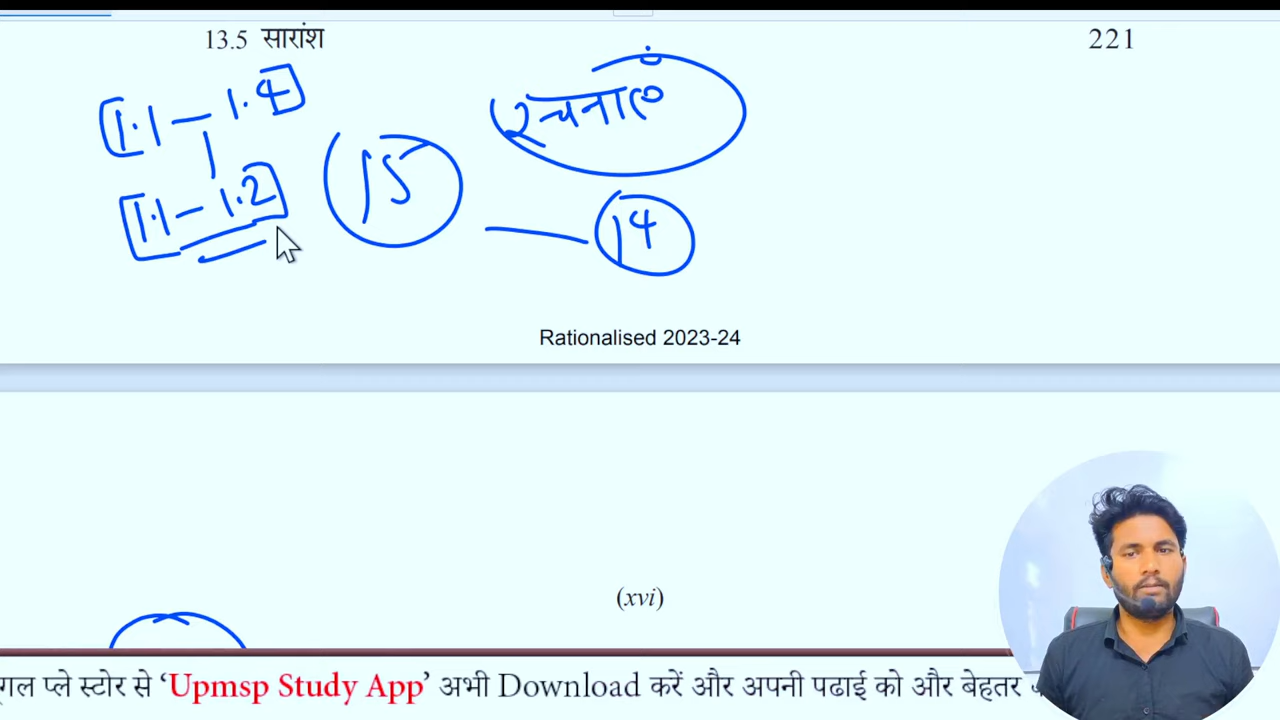 13.5 सारांश 221
[1.1 – 1.4]
रचनाएं
15
[1.1 – 1.2]
14
Rationalised 2023-24
(xvi)
प्ले स्टोर से ‘Upmsp Study App’ अभी Download करें और अपनी पढाई को और बेहतर